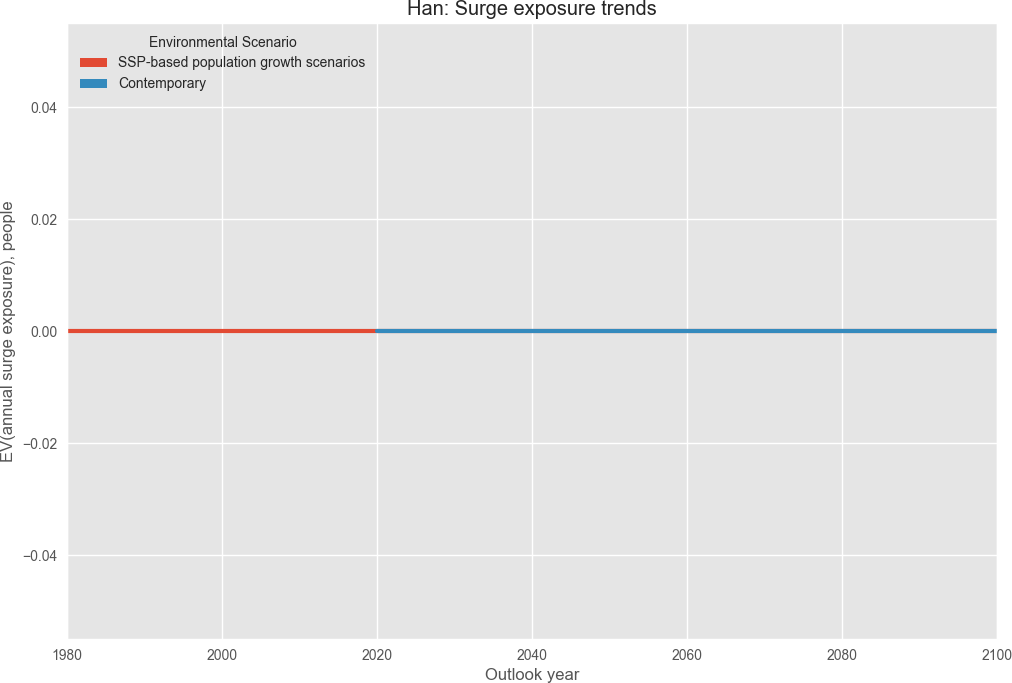 Han: Surge exposure trends
Environmental Scenario
SSP-based population growth scenarios
Contemporary
EV(annual surge exposure), people
0.04
0.02
0.00
−0.02
−0.04
1980 2000 2020 2040 2060 2080 2100
Outlook year